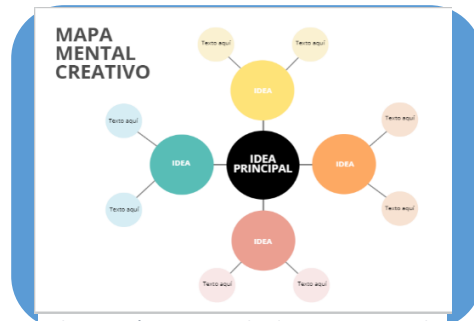 MAPA
MENTAL
CREATIVO
Texto aquí
Texto aquí
IDEA
Texto aquí
Texto aquí
IDEA
IDEA
PRINCIPAL
IDEA
Texto aquí
Texto aquí
IDEA
Texto aquí
Texto aquí